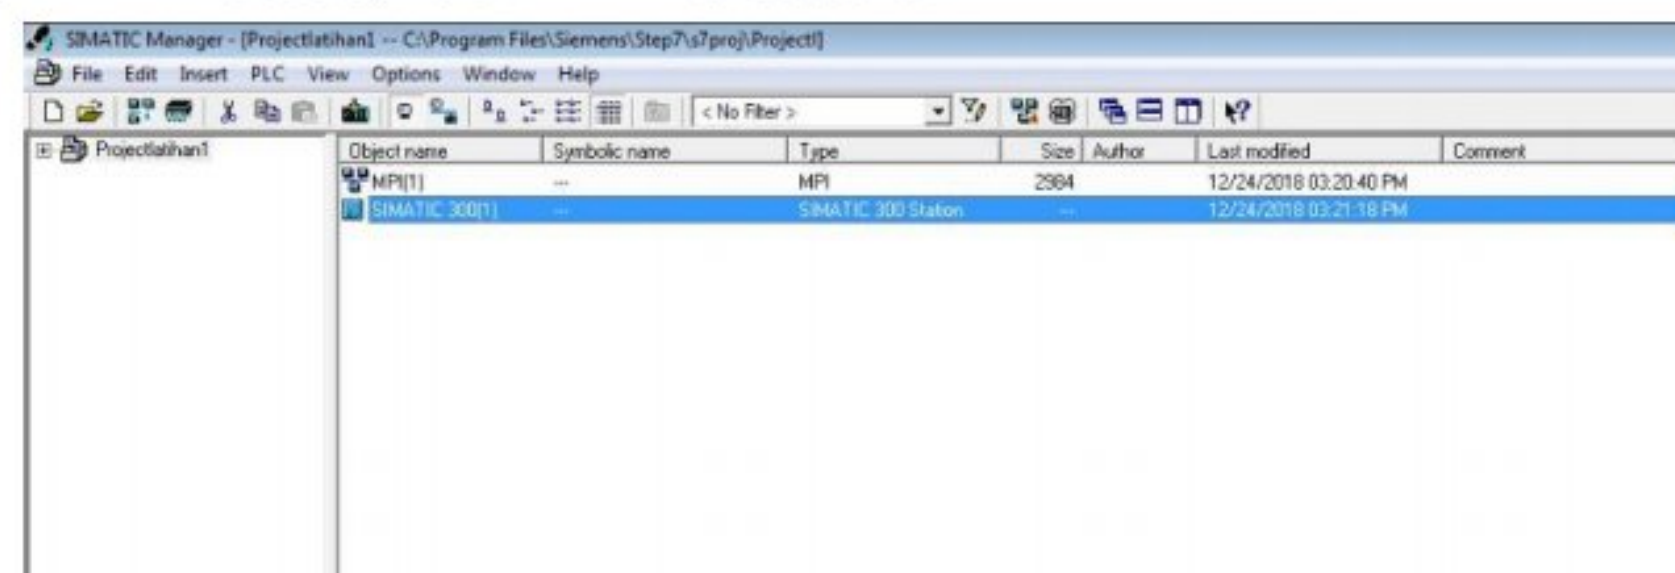 SIMATIC Manager - [Projectlatihan1 -- C:\Program Files\Siemens\Step7\s7proj\Projectl]
File Edit Insert PLC View Options Window Help
< No Filter >
Projectlatihan1
Object name Symbolic name Type Size Author Last modified Comment
MPI(1) --- MPI 2984 12/24/2018 03:20:40 PM
SIMATIC 300(1) --- SIMATIC 300 Station --- 12/24/2018 03:21:18 PM